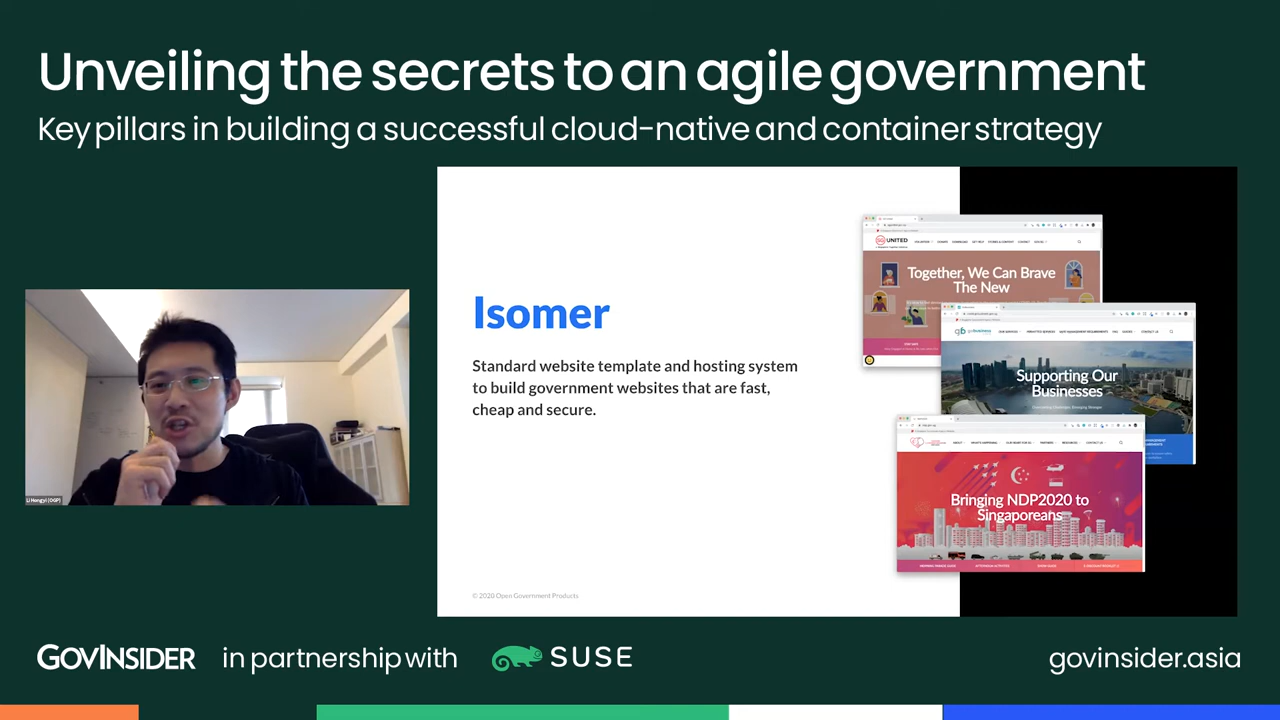 Unveiling the secrets to an agile government
Key pillars in building a successful cloud-native and container strategy
Isomer
Standard website template and hosting system
to build government websites that are fast,
cheap and secure.
© 2020 Open Government Products
UNITED
Together, We Can Brave
The New
Supporting Our
Businesses
Bringing NDP2020 to
Singaporeans
Li Hongyi (OGP)
GOVINSIDER
in partnership with
SUSE
govinsider.asia